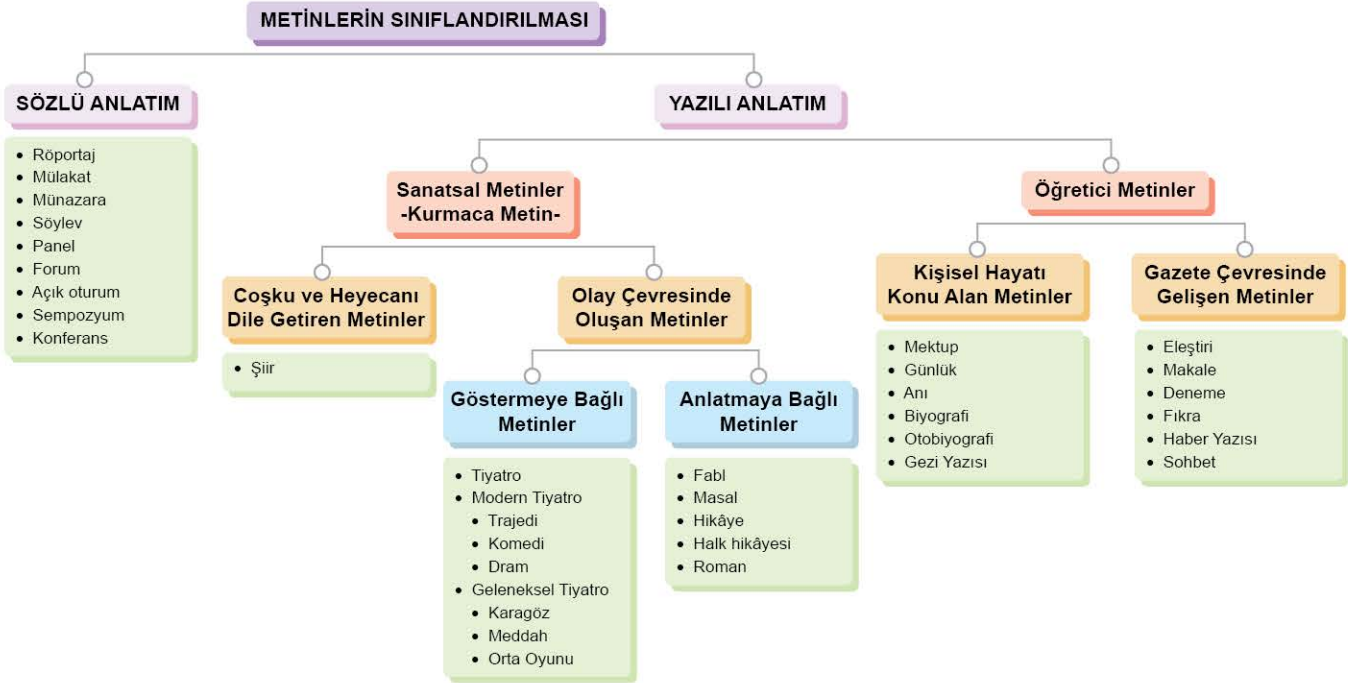 METİNLERİN SINIFLANDIRILMASI
SÖZLÜ ANLATIM
• Röportaj
• Mülakat
• Münazara
• Söylev
• Panel
• Forum
• Açık oturum
• Sempozyum
• Konferans
YAZILI ANLATIM
Sanatsal Metinler
-Kurmaca Metin-
Coşku ve Heyecanı
Dile Getiren Metinler
• Şiir
Olay Çevresinde
Oluşan Metinler
Göstermeye Bağlı
Metinler
• Tiyatro
• Modern Tiyatro
• Trajedi
• Komedi
• Dram
• Geleneksel Tiyatro
• Karagöz
• Meddah
• Orta Oyunu
Anlatmaya Bağlı
Metinler
• Fabl
• Masal
• Hikâye
• Halk hikâyesi
• Roman
Öğretici Metinler
Kişisel Hayatı
Konu Alan Metinler
• Mektup
• Günlük
• Anı
• Biyografi
• Otobiyografi
• Gezi Yazısı
Gazete Çevresinde
Gelişen Metinler
• Eleştiri
• Makale
• Deneme
• Fıkra
• Haber Yazısı
• Sohbet